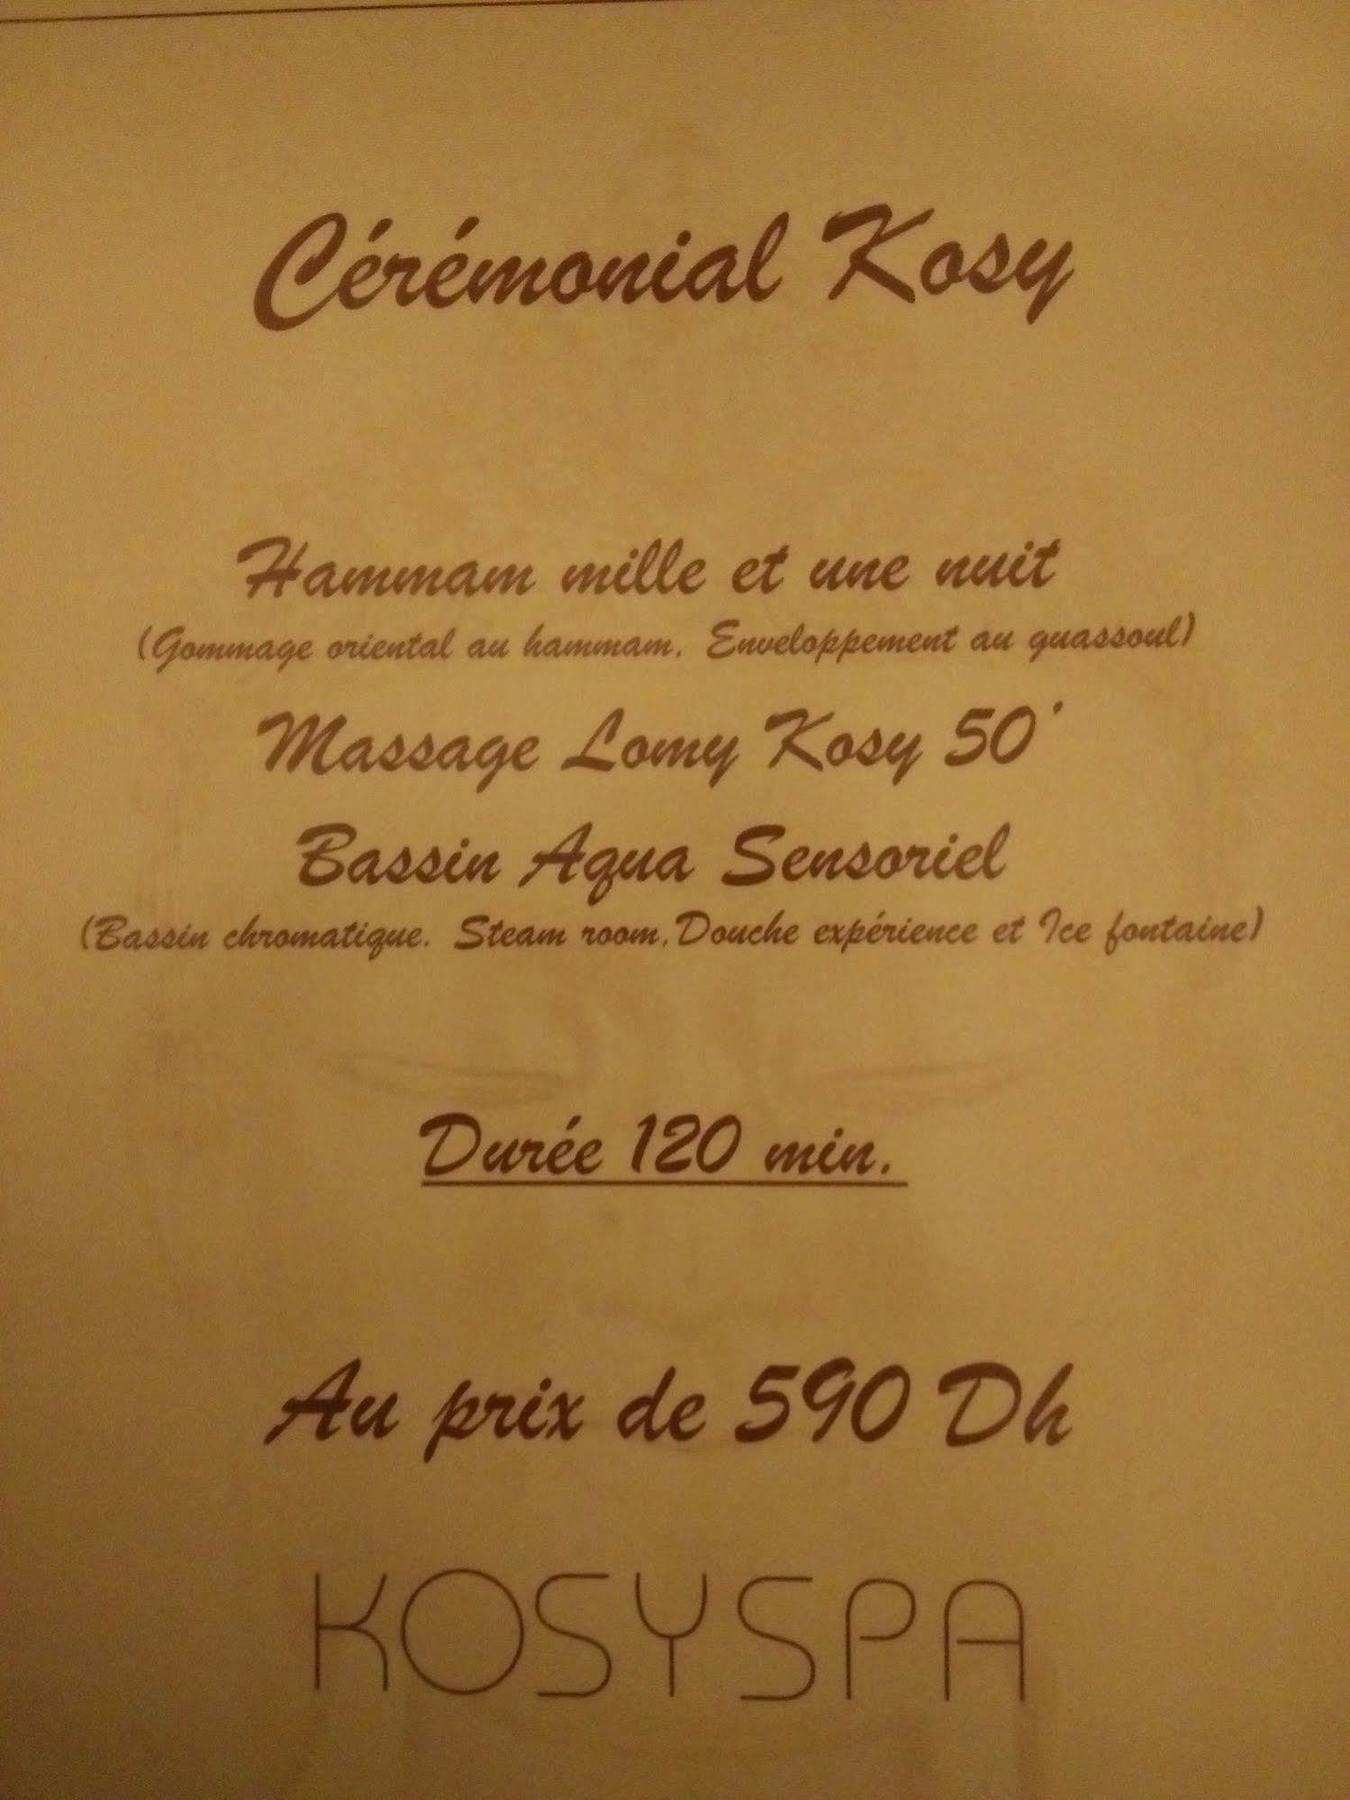 Cérémonial Kosy
Hammam mille et une nuit
(Gommage oriental au hammam, Enveloppement au guassoul)
Massage Lomy Kosy 50'
Bassin Aqua Sensoriel
(Bassin chromatique, Steam room, Douche expérience et Ice fontaine)
Durée 120 min.
Au prix de 590 Dh
KOSYSPA